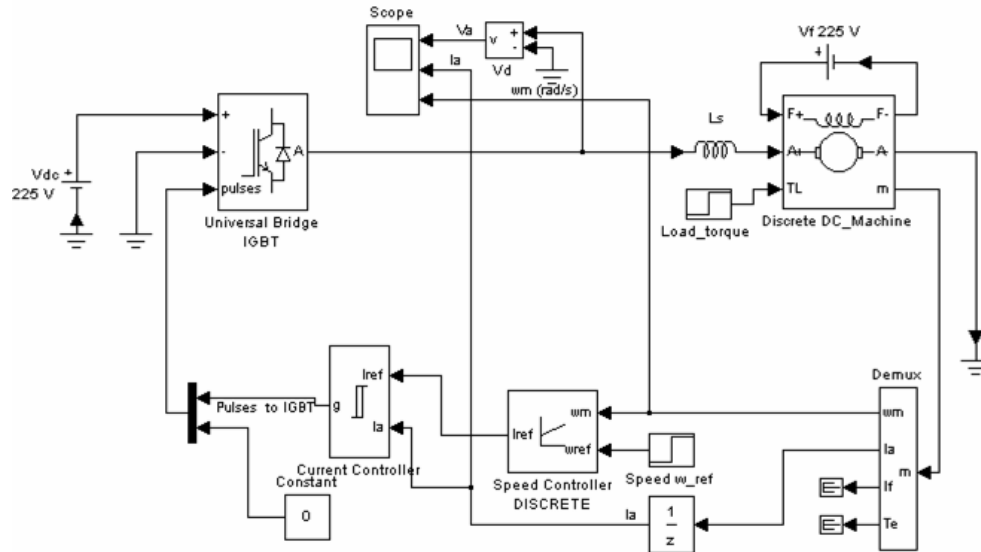 Scope
Va
Ia
wm (rad/s)
v
+
-
Vd
Vf 225 V
+
Vdc +
225 V
+
-
pulses
A
Universal Bridge
IGBT
Ls
F+
F-
A+
A-
TL
m
Discrete DC_Machine
Load_torque
Pulses to IGBT
g
Iref
Ia
Current Controller
Constant
0
Iref
wm
wref
Speed Controller
DISCRETE
Speed w_ref
Ia
1
z
Demux
wm
Ia
m
If
Te